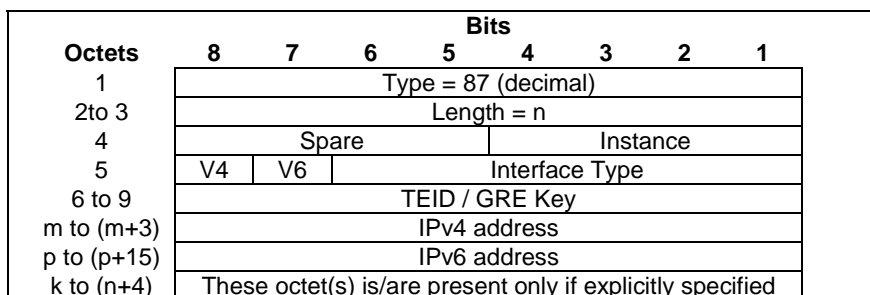 Bits
Octets 8 7 6 5 4 3 2 1
1 Type = 87 (decimal)
2to 3 Length = n
4 Spare Instance
5 V4 V6 Interface Type
6 to 9 TEID / GRE Key
m to (m+3) IPv4 address
p to (p+15) IPv6 address
k to (n+4) These octet(s) is/are present only if explicitly specified